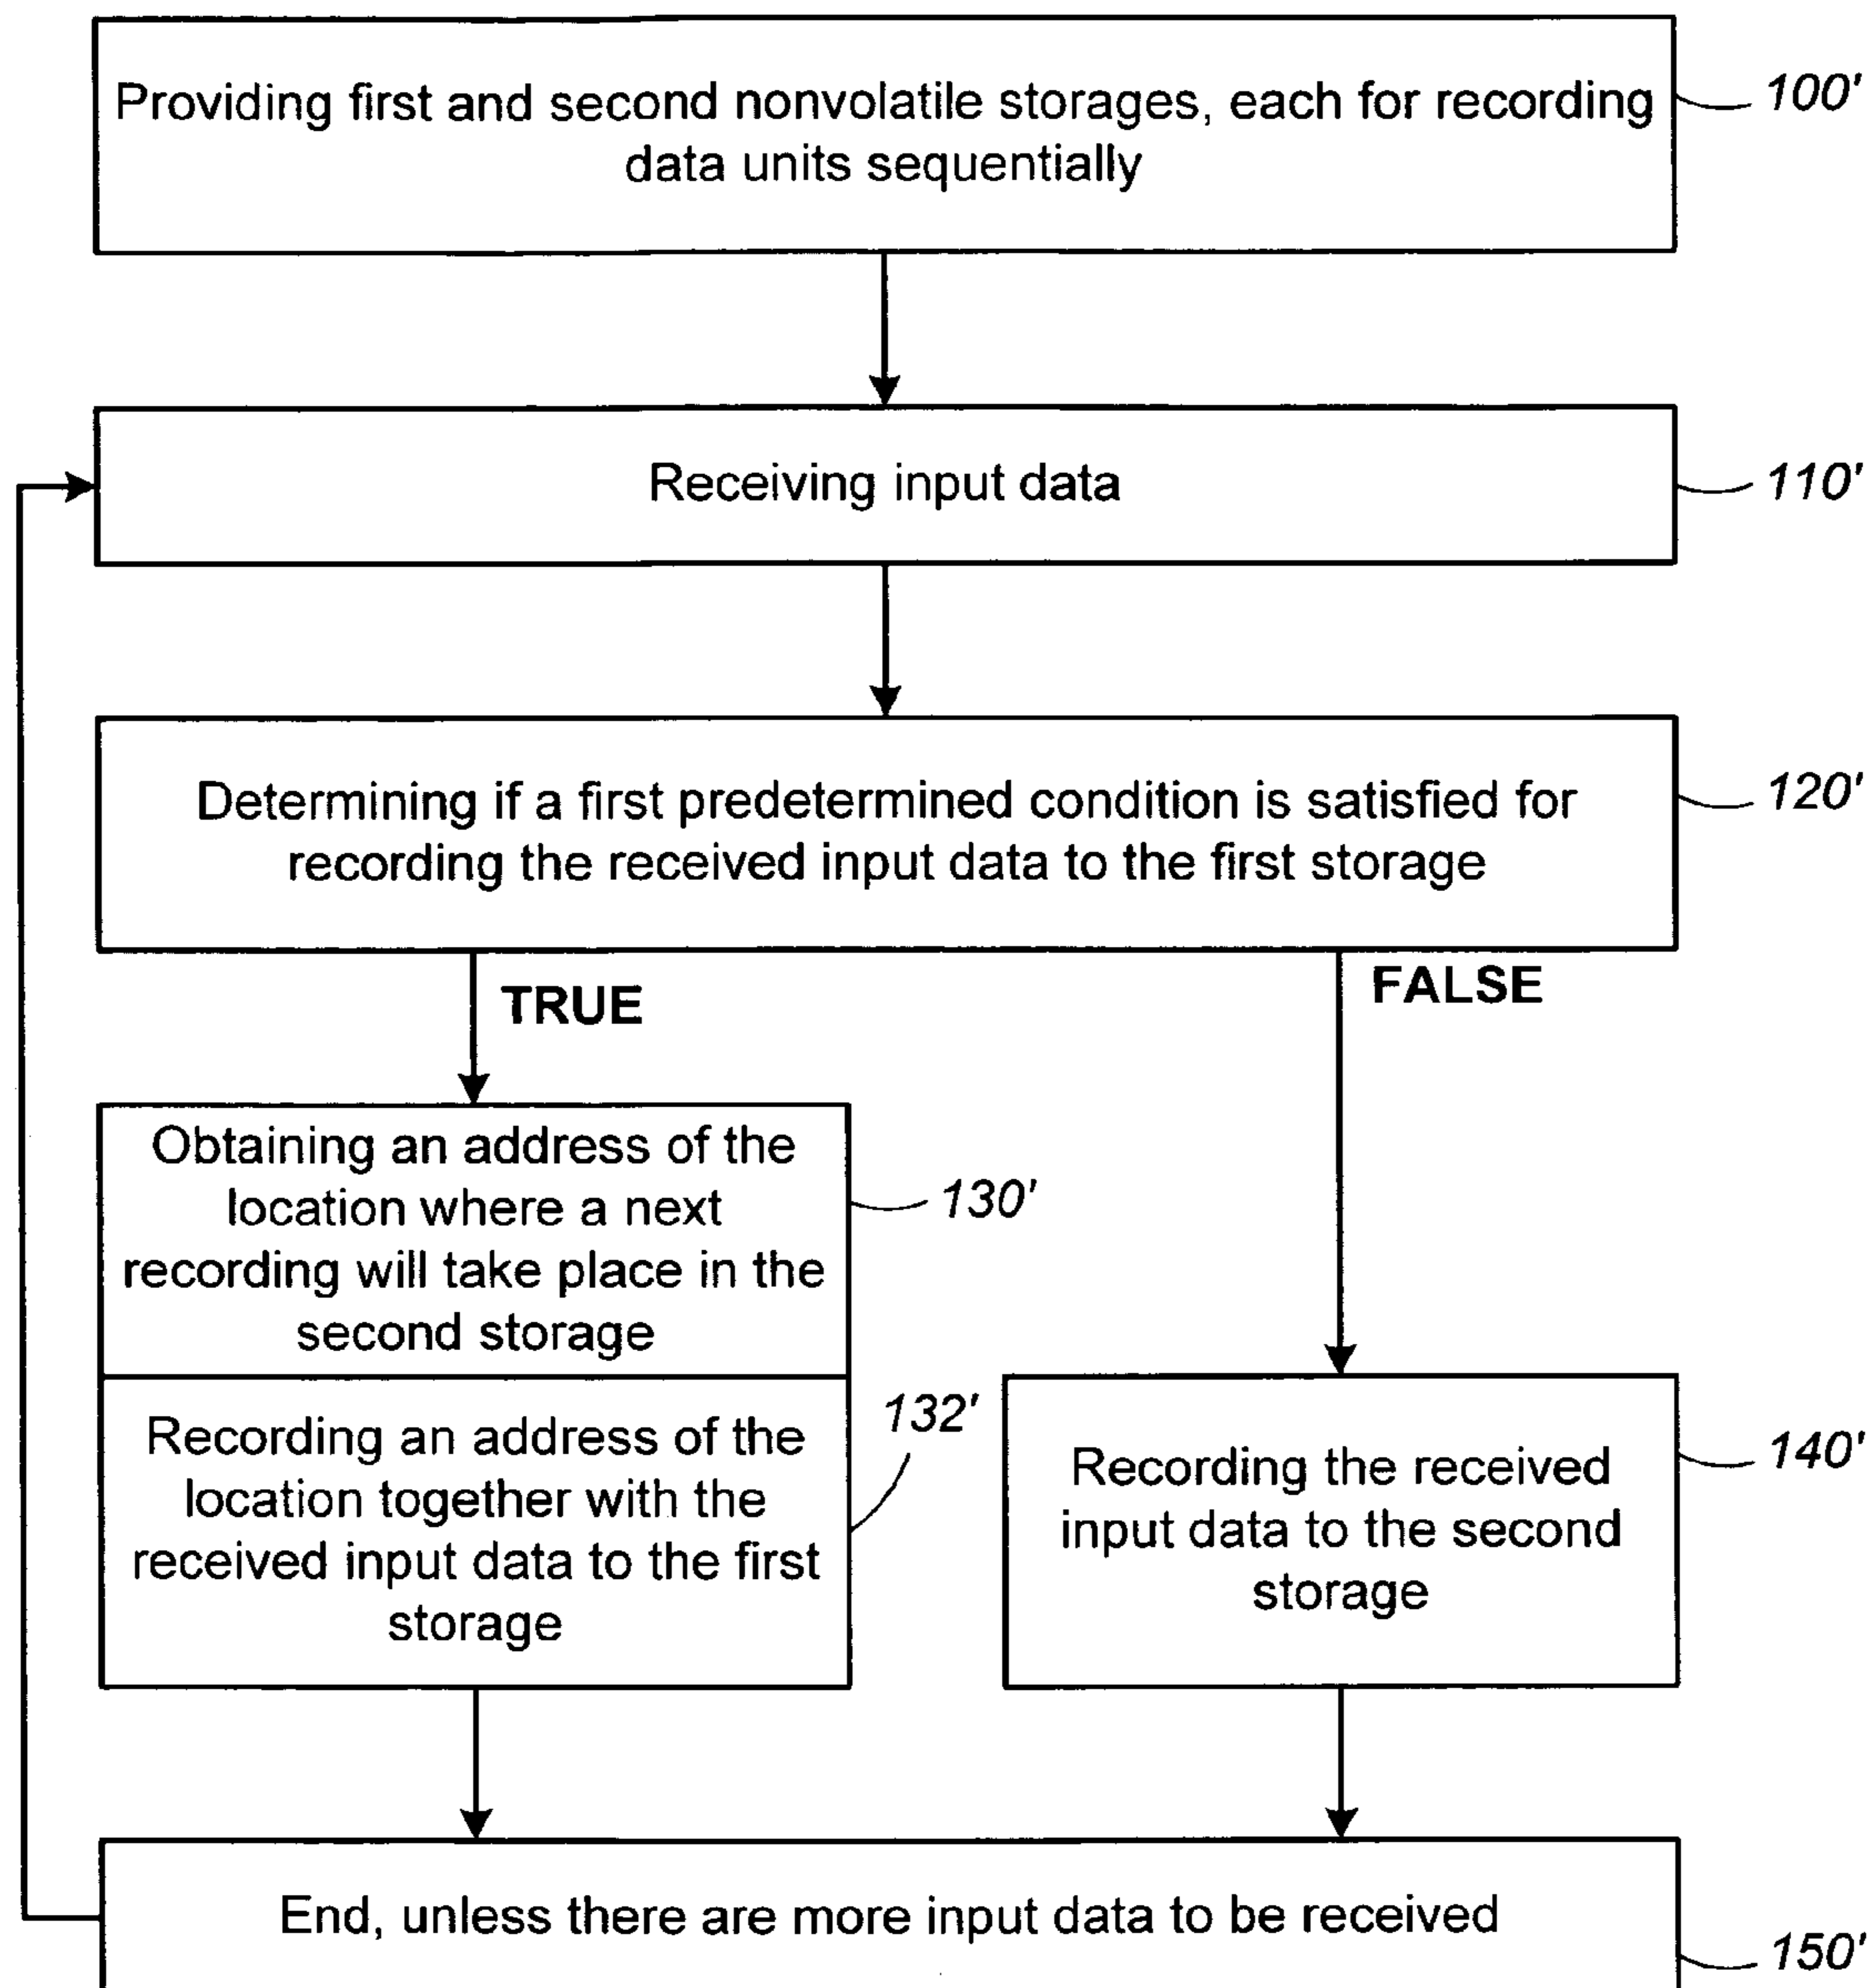 Providing first and second nonvolatile storages, each for recording
data units sequentially
100'
Receiving input data
110'
Determining if a first predetermined condition is satisfied for
recording the received input data to the first storage
120'
TRUE
FALSE
Obtaining an address of the
location where a next
recording will take place in the
second storage
130'
Recording an address of the
location together with the
received input data to the first
storage
132'
Recording the received
input data to the second
storage
140'
End, unless there are more input data to be received
150'